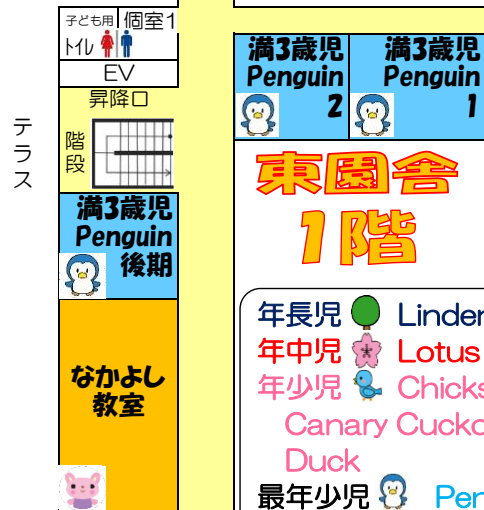 子ども用
トイレ
個室1
EV
昇降口
階段
テラス
満3歳児
Penguin
後期
なかよし
教室
満3歳児
Penguin
2
満3歳児
Penguin
1
東園舎
1階
年長児 Linden
年中児 Lotus
年少児 Chicks
Canary Cucko
Duck
最年少児 Pen